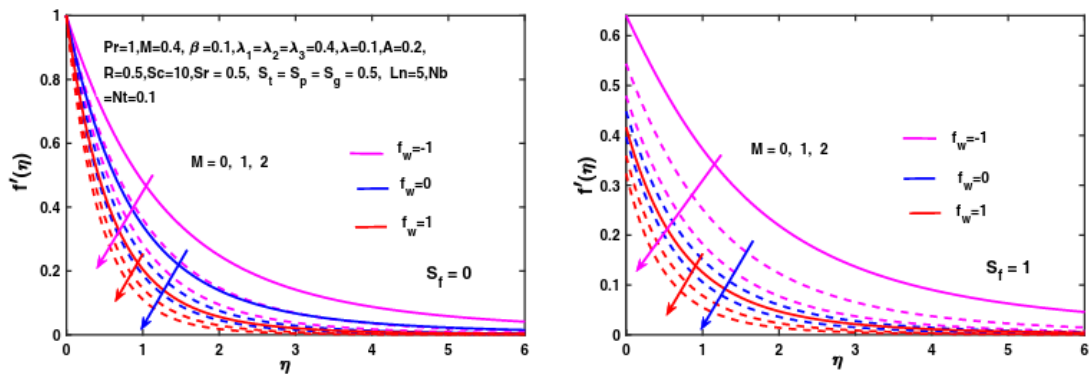 1
0.8
0.6
0.4
0.2
0
f'(η)
Pr=1,M=0.4, β=0.1,λ1=λ2=λ3=0.4,λ=0.1,A=0.2,
R=0.5,Sc=10,Sr = 0.5, St = Sp = Sg = 0.5, Ln=5,Nb
=Nt=0.1
M = 0, 1, 2
fw=-1
fw=0
fw=1
Sf = 0
0 1 2 3 4 5 6
η
0.6
0.5
0.4
0.3
0.2
0.1
0
f'(η)
M = 0, 1, 2
fw=-1
fw=0
fw=1
Sf = 1
0 1 2 3 4 5 6
η